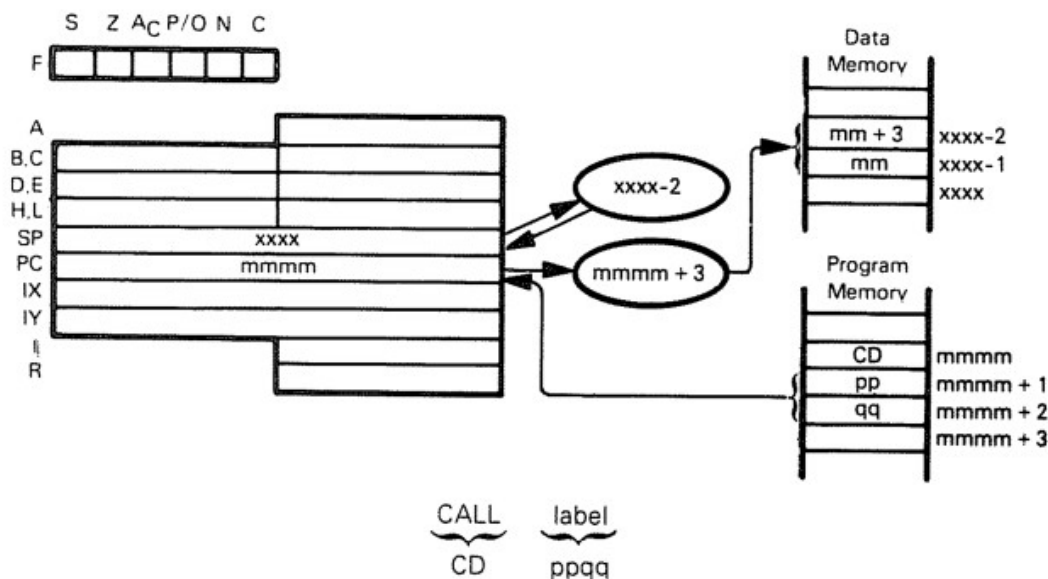 S Z AC P/O N C
F
Data
Memory
A
mm + 3 xxxx-2
B,C
mm xxxx-1
D,E
xxxx-2
xxxx
H,L
SP xxxx
PC mmmm
mmmm + 3
Program
Memory
IX
IY
I
CD mmmm
R
pp mmmm + 1
qq mmmm + 2
mmmm + 3
CALL label
CD ppqq